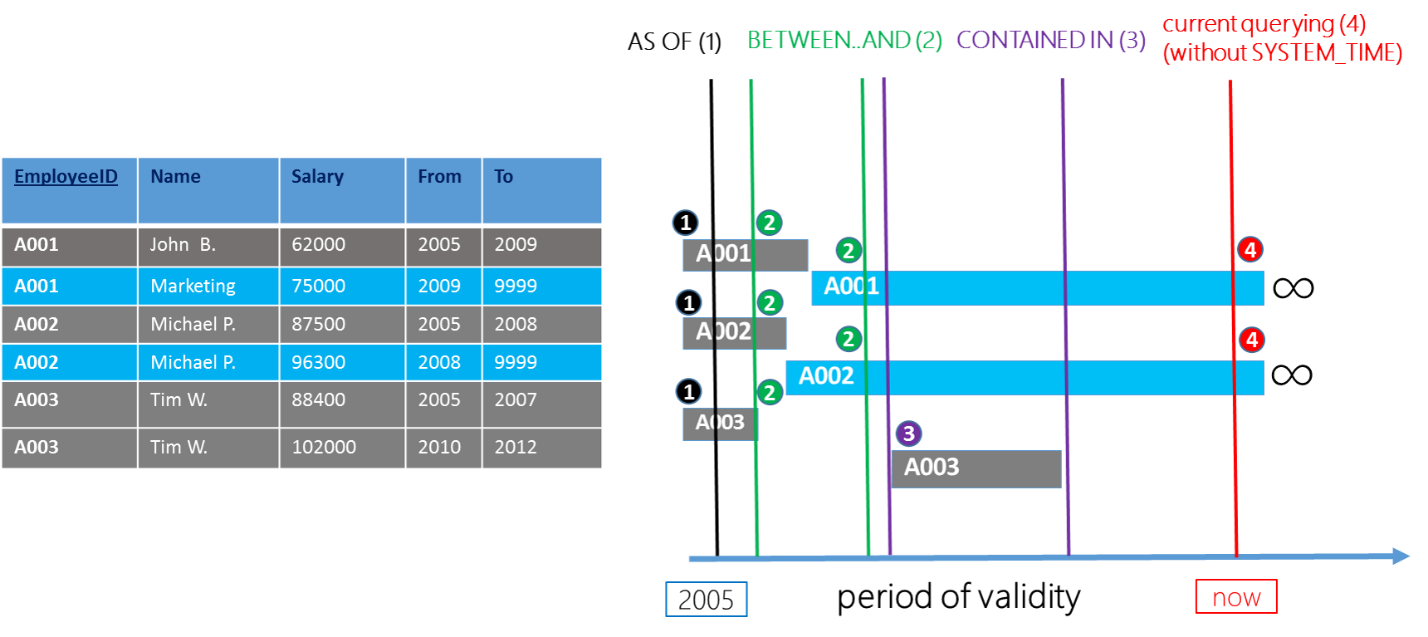 AS OF (1) BETWEEN..AND (2) CONTAINED IN (3) current querying (4)
(without SYSTEM_TIME)
EmployeeID Name Salary From To
A001 John B. 62000 2005 2009
A001 Marketing 75000 2009 9999
A002 Michael P. 87500 2005 2008
A002 Michael P. 96300 2008 9999
A003 Tim W. 88400 2005 2007
A003 Tim W. 102000 2010 2012
1 2
A001
2 4
A001 ∞
1 2
A002
2 4
A002 ∞
1 2
A003
3
A003
2005 period of validity now